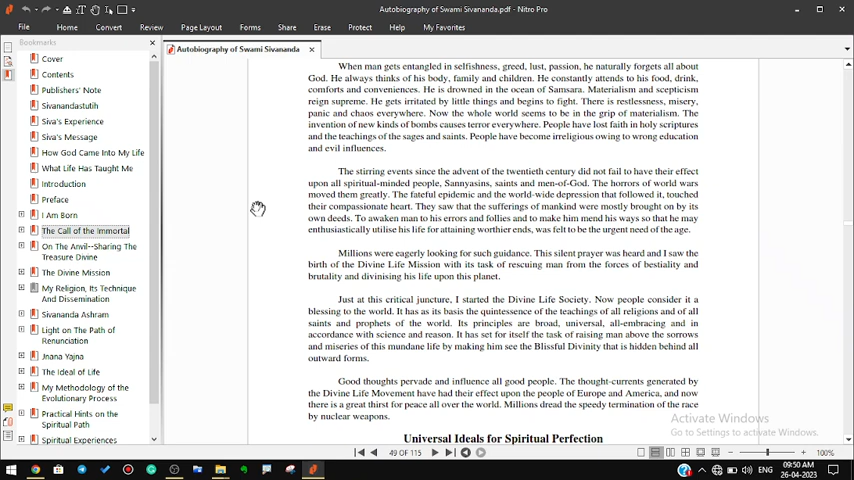 Autobiography of Swami Sivananda.pdf - Nitro Pro
File Home Convert Review Page Layout Forms Share Erase Protect Help My Favorites
Bookmarks
Autobiography of Swami Sivananda
Cover
Contents
Publishers' Note
Sivanandastutih
Siva's Experience
Siva's Message
How God Came Into My Life
What Life Has Taught Me
Introduction
Preface
I Am Born
The Call of the Immortal
On The Anvil--Sharing The
Treasure Divine
The Divine Mission
My Religion, Its Technique
And Dissemination
Sivananda Ashram
Light on The Path of
Renunciation
Jnana Yajna
The Ideal of Life
My Methodology of the
Evolutionary Process
Practical Hints on the
Spiritual Path
Spiritual Experiences
When man gets entangled in selfishness, greed, lust, passion, he naturally forgets all about
God. He always thinks of his body, family and children. He constantly attends to his food, drink,
comforts and conveniences. He is drowned in the ocean of Samsara. Materialism and scepticism
reign supreme. He gets irritated by little things and begins to fight. There is restlessness, misery,
panic and chaos everywhere. Now the whole world seems to be in the grip of materialism. The
invention of new kinds of bombs causes terror everywhere. People have lost faith in holy scriptures
and the teachings of the sages and saints. People have become irreligious owing to wrong education
and evil influences.
The stirring events since the advent of the twentieth century did not fail to have their effect
upon all spiritual-minded people, Sannyasins, saints and men-of-God. The horrors of world wars
moved them greatly. The fateful epidemic and the world-wide depression that followed it, touched
their compassionate heart. They saw that the sufferings of mankind were mostly brought on by its
own deeds. To awaken man to his errors and follies and to make him mend his ways so that he may
enthusiastically utilise his life for attaining worthier ends, was felt to be the urgent need of the age.
Millions were eagerly looking for such guidance. This silent prayer was heard and I saw the
birth of the Divine Life Mission with its task of rescuing man from the forces of bestiality and
brutality and divinising his life upon this planet.
Just at this critical juncture, I started the Divine Life Society. Now people consider it a
blessing to the world. It has as its basis the quintessence of the teachings of all religions and of all
saints and prophets of the world. Its principles are broad, universal, all-embracing and in
accordance with science and reason. It has set for itself the task of raising man above the sorrows
and miseries of this mundane life by making him see the Blissful Divinity that is hidden behind all
outward forms.
Good thoughts pervade and influence all good people. The thought-currents generated by
the Divine Life Movement have had their effect upon the people of Europe and America, and now
there is a great thirst for peace all over the world. Millions dread the speedy termination of the race
by nuclear weapons.
Universal Ideals for Spiritual Perfection
Activate Windows
Go to Settings to activate Windows.
49 OF 115
100%
ENG
09:50 AM
26-04-2023